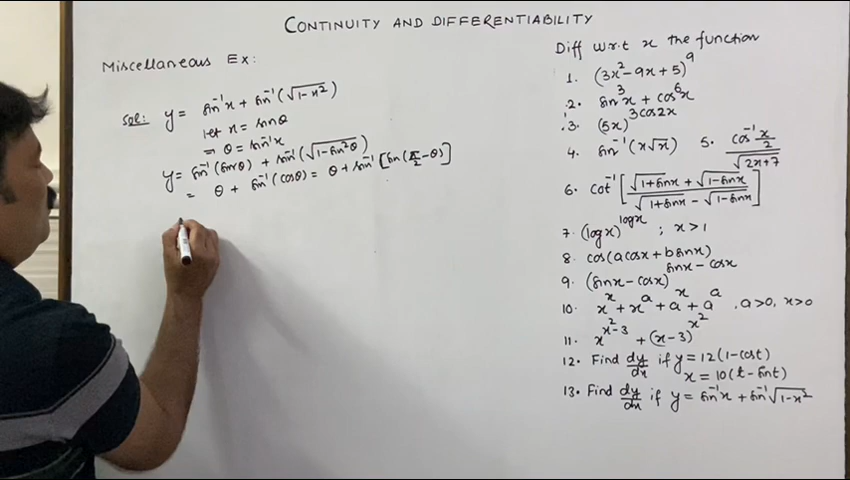 CONTINUITY AND DIFFERENTIABILITY
Miscellaneous Ex:
Sol: y = sin⁻¹x + sin⁻¹(√(1-x²))
let x = sinθ
⇒ θ = sin⁻¹x
y = sin⁻¹(sinθ) + sin⁻¹(√(1-sin²θ))
= θ + sin⁻¹(cosθ) = θ + sin⁻¹[sin(π/2 - θ)]
Diff w.r.t x the function
1. (3x² - 9x + 5)⁹
2. sin³x + cos⁶x
3. (5x)^(3cos2x)
4. sin⁻¹(x√x) 5. (cos⁻¹ x/2)/√(2x+7)
6. cot⁻¹[(√(1+sinx) + √(1-sinx))/(√(1+sinx) - √(1-sinx))]
7. (logx)^(logx) ; x>1
8. cos(acosx + bsinx)
9. (sinx - cosx)^(sinx - cosx)
10. x^x + x^a + a^x + a^a , a>0, x>0
11. x^(x²-3) + (x-3)^(x²)
12. Find dy/dx if y = 12(1-cost)
x = 10(t - sint)
13. Find dy/dx if y = sin⁻¹x + sin⁻¹√(1-x²)